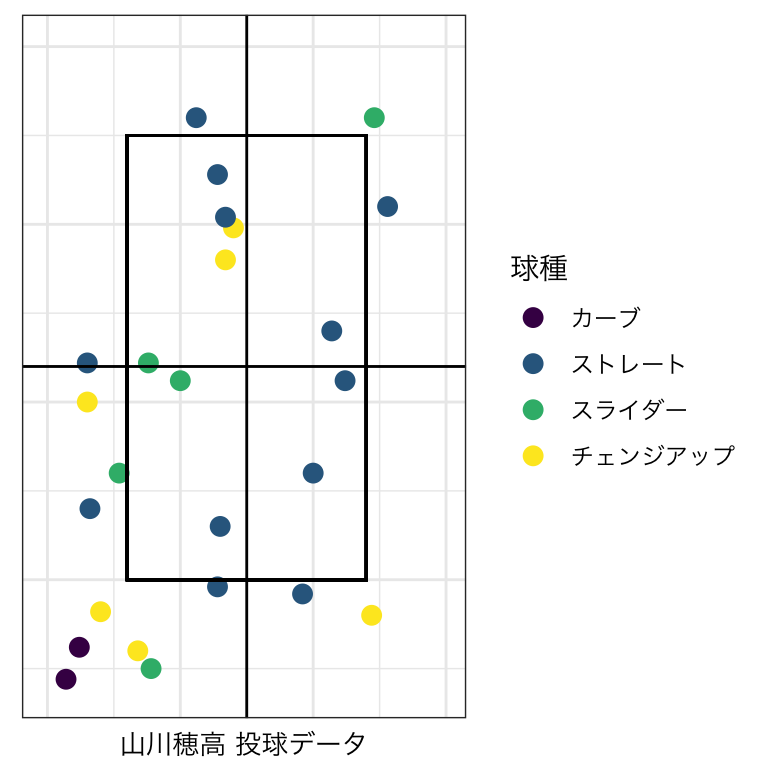 球種
カーブ
ストレート
スライダー
チェンジアップ
山川穂高 投球データ